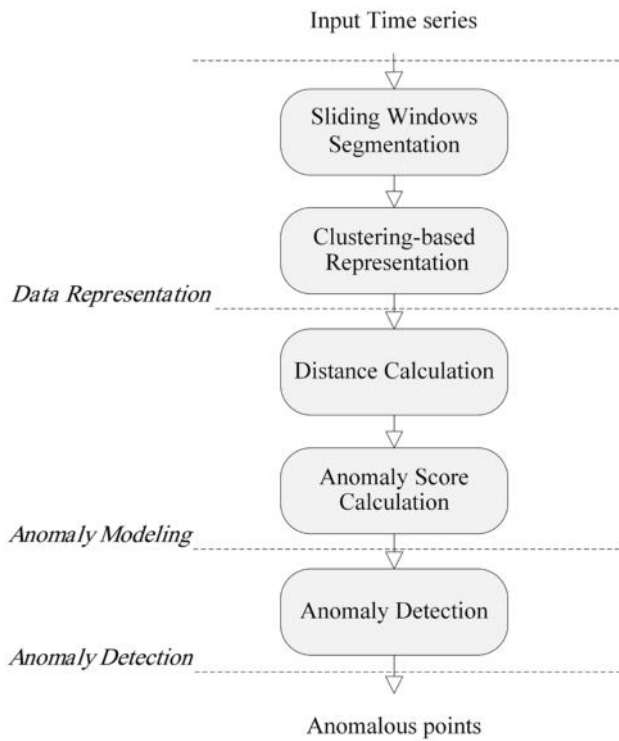 Input Time series
Sliding Windows
Segmentation
Clustering-based
Representation
Data Representation
Distance Calculation
Anomaly Score
Calculation
Anomaly Modeling
Anomaly Detection
Anomaly Detection
Anomalous points